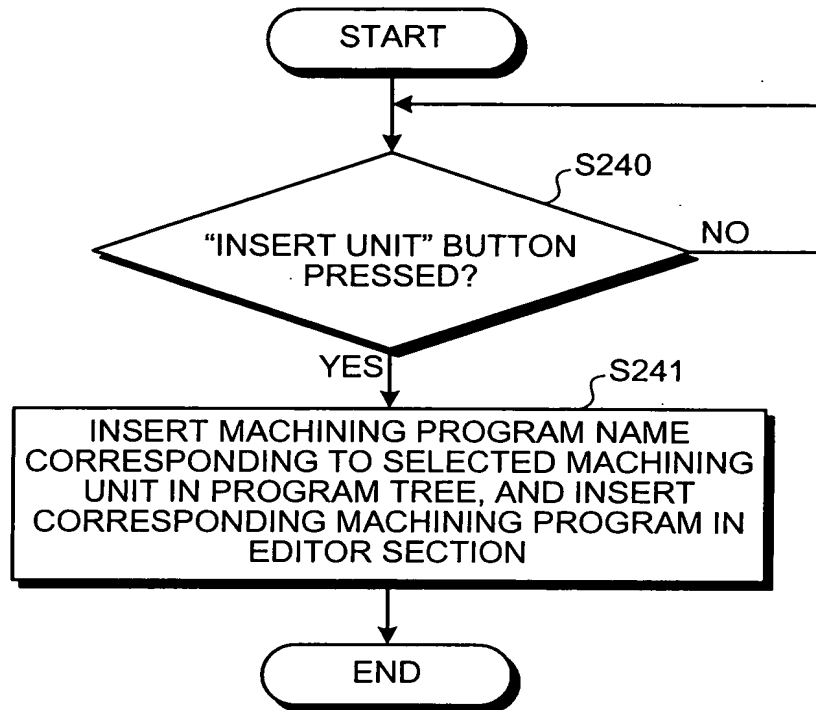 START
S240
“INSERT UNIT” BUTTON
PRESSED?
NO
YES
S241
INSERT MACHINING PROGRAM NAME
CORRESPONDING TO SELECTED MACHINING
UNIT IN PROGRAM TREE, AND INSERT
CORRESPONDING MACHINING PROGRAM IN
EDITOR SECTION
END